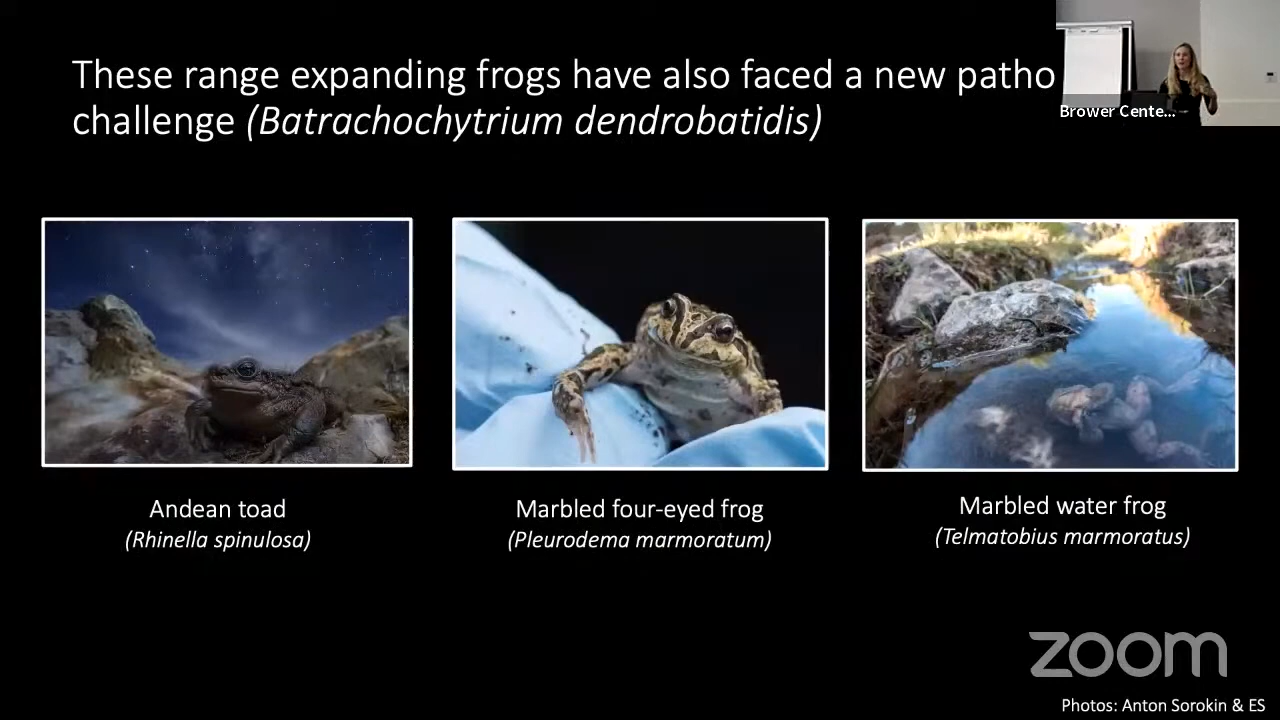 These range expanding frogs have also faced a new patho
challenge (Batrachochytrium dendrobatidis)
Brower Cente...
Andean toad
(Rhinella spinulosa)
Marbled four-eyed frog
(Pleurodema marmoratum)
Marbled water frog
(Telmatobius marmoratus)
zoom
Photos: Anton Sorokin & ES